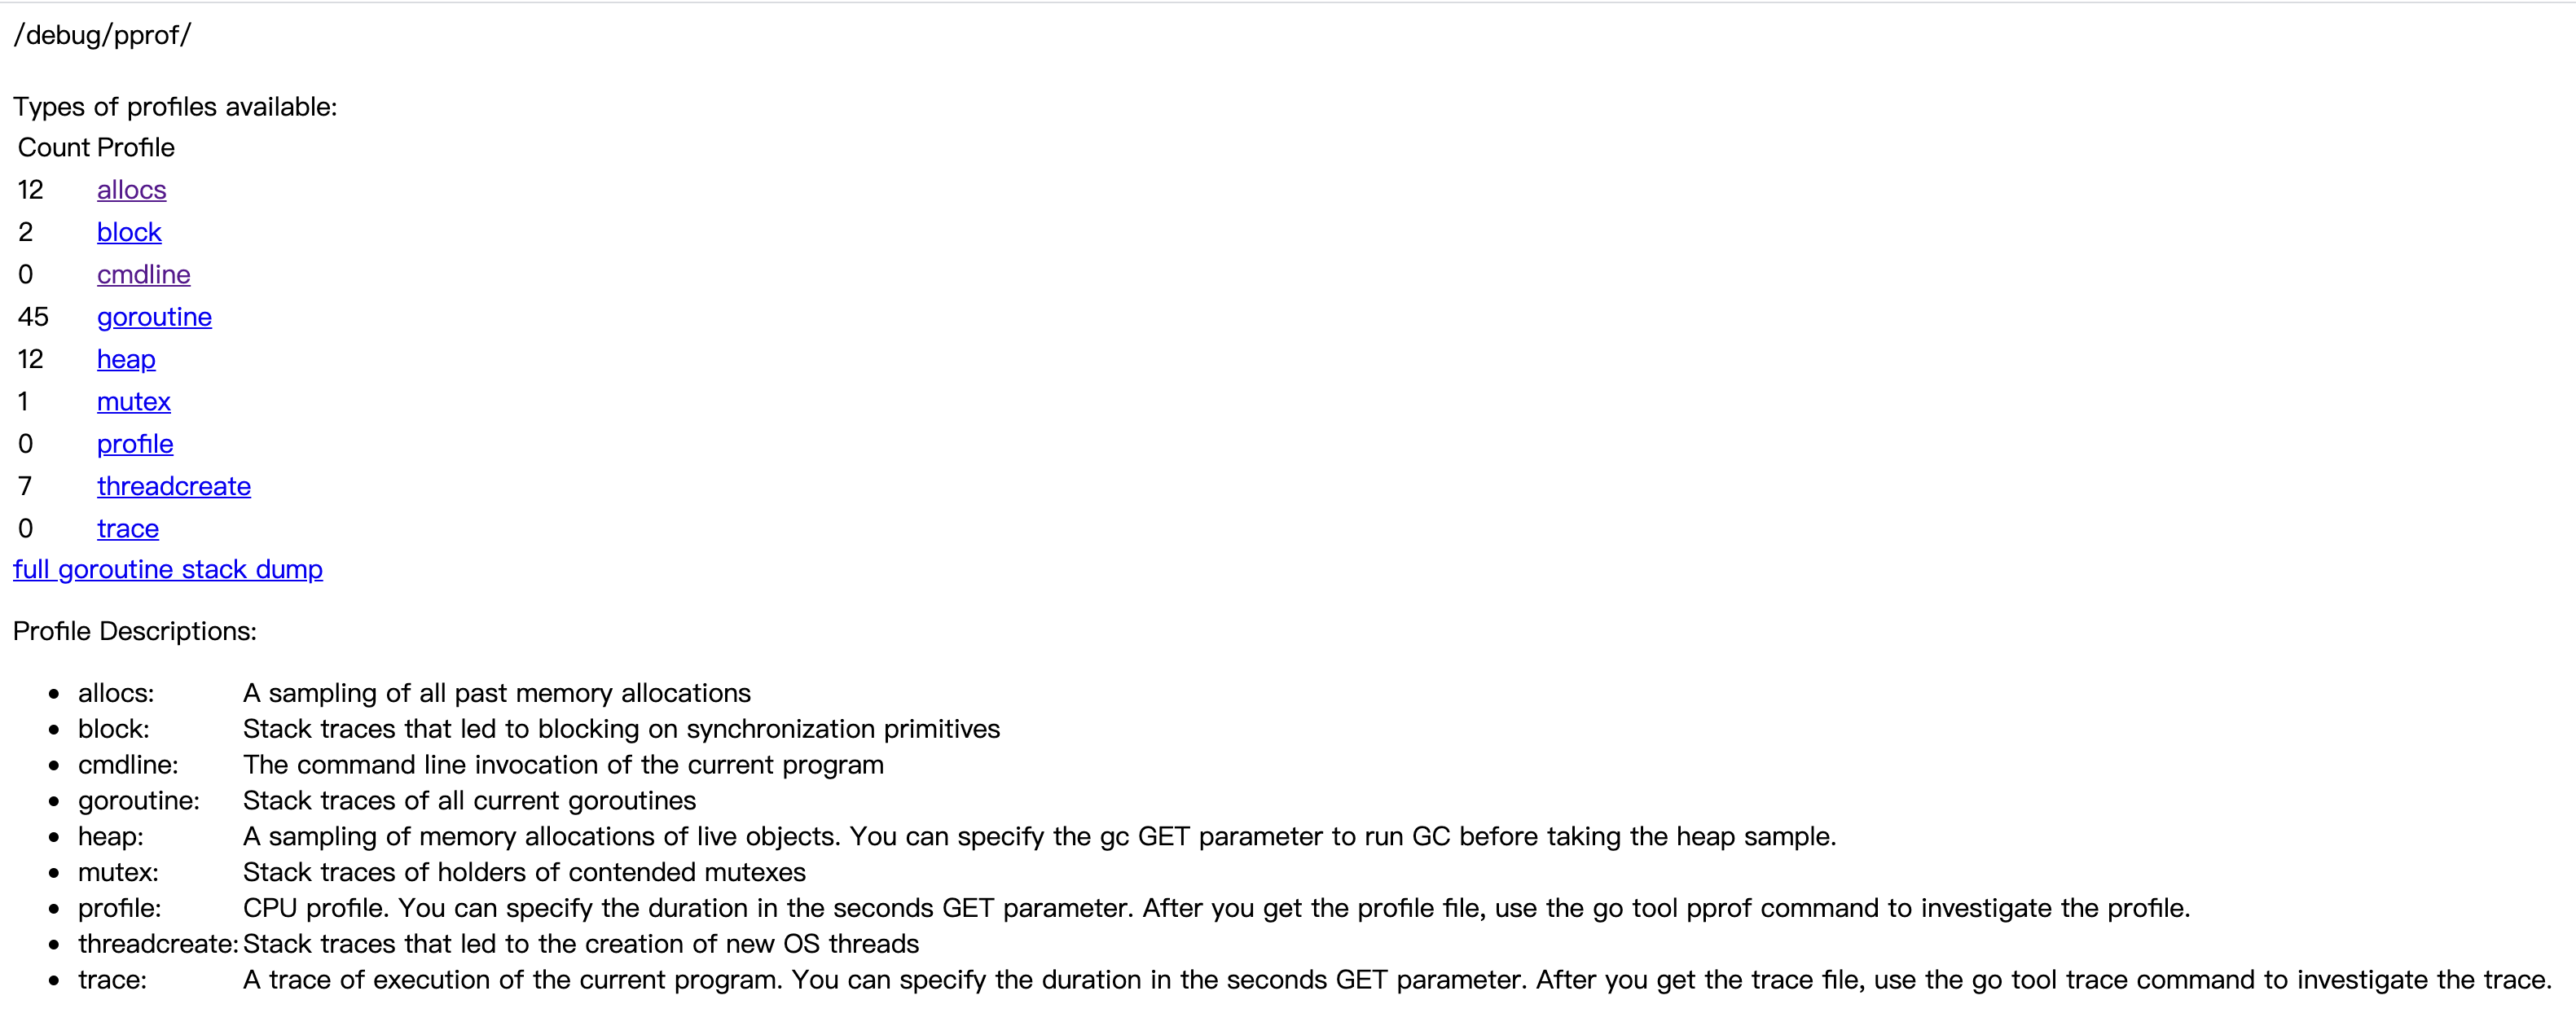 /debug/pprof/
Types of profiles available:
Count Profile
12 allocs
2 block
0 cmdline
45 goroutine
12 heap
1 mutex
0 profile
7 threadcreate
0 trace
full goroutine stack dump
Profile Descriptions:
• allocs: A sampling of all past memory allocations
• block: Stack traces that led to blocking on synchronization primitives
• cmdline: The command line invocation of the current program
• goroutine: Stack traces of all current goroutines
• heap: A sampling of memory allocations of live objects. You can specify the gc GET parameter to run GC before taking the heap sample.
• mutex: Stack traces of holders of contended mutexes
• profile: CPU profile. You can specify the duration in the seconds GET parameter. After you get the profile file, use the go tool pprof command to investigate the profile.
• threadcreate: Stack traces that led to the creation of new OS threads
• trace: A trace of execution of the current program. You can specify the duration in the seconds GET parameter. After you get the trace file, use the go tool trace command to investigate the trace.